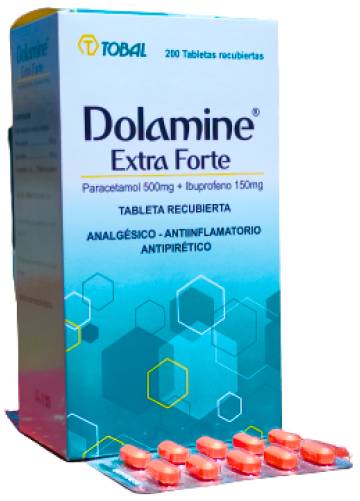 TOBAL
200 Tabletas recubiertas
Dolamine®
Extra Forte
Paracetamol 500mg + Ibuprofeno 150mg
TABLETA RECUBIERTA
ANALGÉSICO - ANTIINFLAMATORIO
ANTIPIRÉTICO